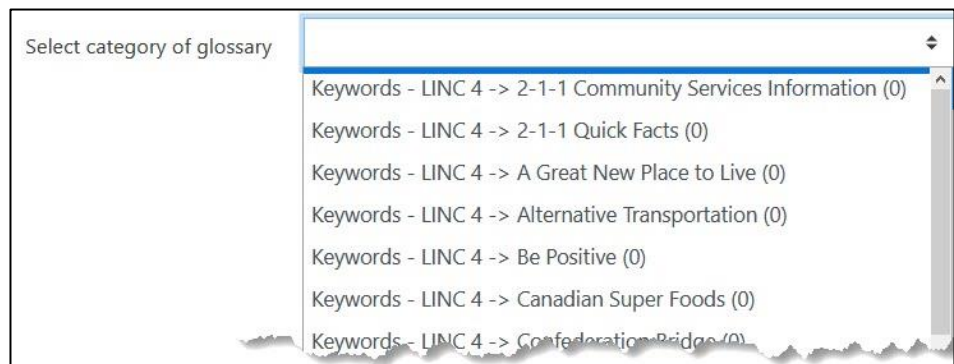 Select category of glossary
Keywords - LINC 4 -> 2-1-1 Community Services Information (0)
Keywords - LINC 4 -> 2-1-1 Quick Facts (0)
Keywords - LINC 4 -> A Great New Place to Live (0)
Keywords - LINC 4 -> Alternative Transportation (0)
Keywords - LINC 4 -> Be Positive (0)
Keywords - LINC 4 -> Canadian Super Foods (0)
Keywords - LINC 4 -> Confederation Bridge (0)